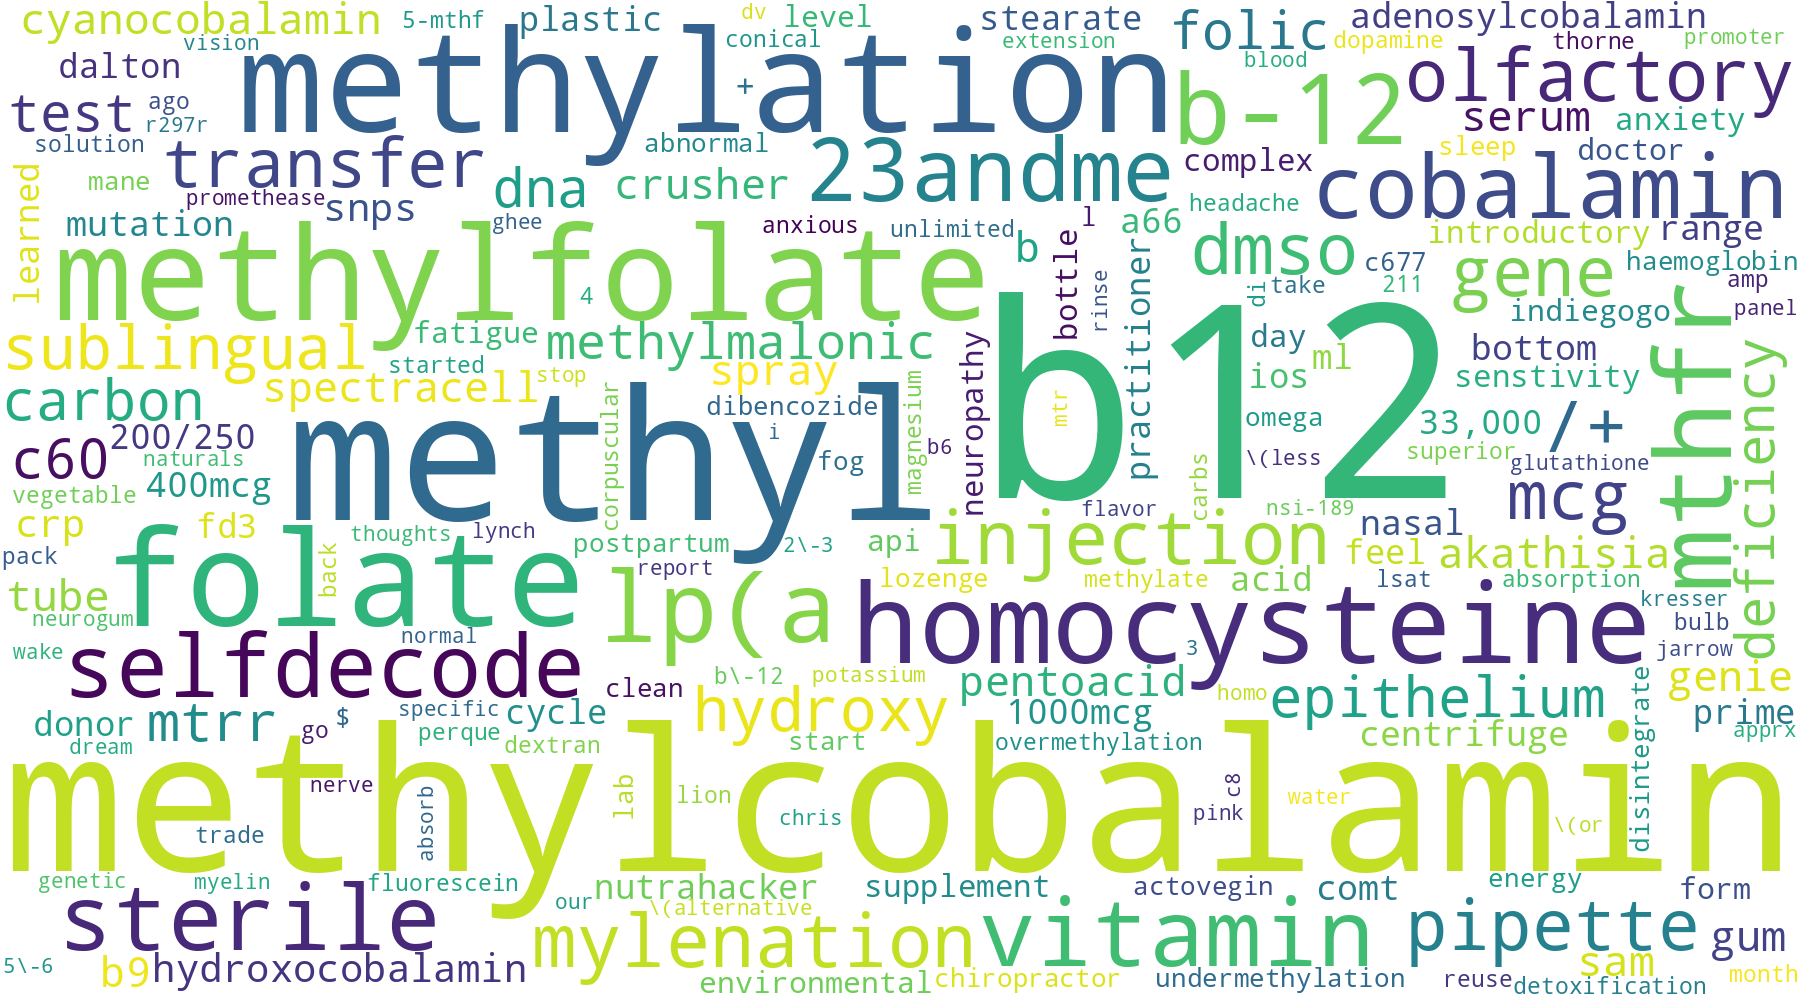 cyanocobalamin
5-mthf
plastic
dv
level
stearate
folic
adenosylcobalamin
vision
conical
extension
dopamine
thorne
promoter
dalton
methylation
+
blood
olfactory
test
ago
r297r
b-12
serum
anxiety
solution
transfer
abnormal
23andme
complex
sleep
doctor
learned
mane
promethease
snps
dna
crusher
cobalamin
mutation
ghee
anxious
unlimited
b
l
a66
headache
introductory
range
methylfolate
4
bottle
rinse
practitioner
dmso
c677
211
gene
haemoglobin
amp
panel
di
take
indiegogo
sublingual
fatigue
started
methylmalonic
day
bottom
mthfr
deficiency
spectracell
stop
spray
b12
ios
ml
senstivity
carbon
corpuscular
dibencozide
i
magnesium
neuropathy
mtr
omega
33,000
/+
c60
200/250
naturals
methyl
fog
b6
carbs
\(less
superior
glutathione
vegetable
400mcg
flavor
nsi-189
mcg
crp
fd3
thoughts
lynch
postpartum
2\-3
api
injection
nasal
feel
akathisia
pack
folate
back
report
lozenge
methylate
acid
lsat
absorption
tube
neurogum
lp(a
homocysteine
kresser
bulb
jarrow
wake
selfdecode
normal
3
clean
b\-12
potassium
pentoacid
homo
epithelium
genie
donor
mtrr
go
$
specific
perque
cycle
hydroxy
1000mcg
disintegrate
prime
dream
dextran
start
overmethylation
centrifuge
apprx
methylcobalamin
nerve
absorb
lab
lion
chris
c8
pink
water
\(or
trade
genetic
myelin
fluorescein
our
nutrahacker
supplement
actovegin
comt
energy
form
sterile
\(alternative
mylenation
vitamin
pipette
gum
5\-6
b9
hydroxocobalamin
environmental
chiropractor
undermethylation
reuse
sam
detoxification
month